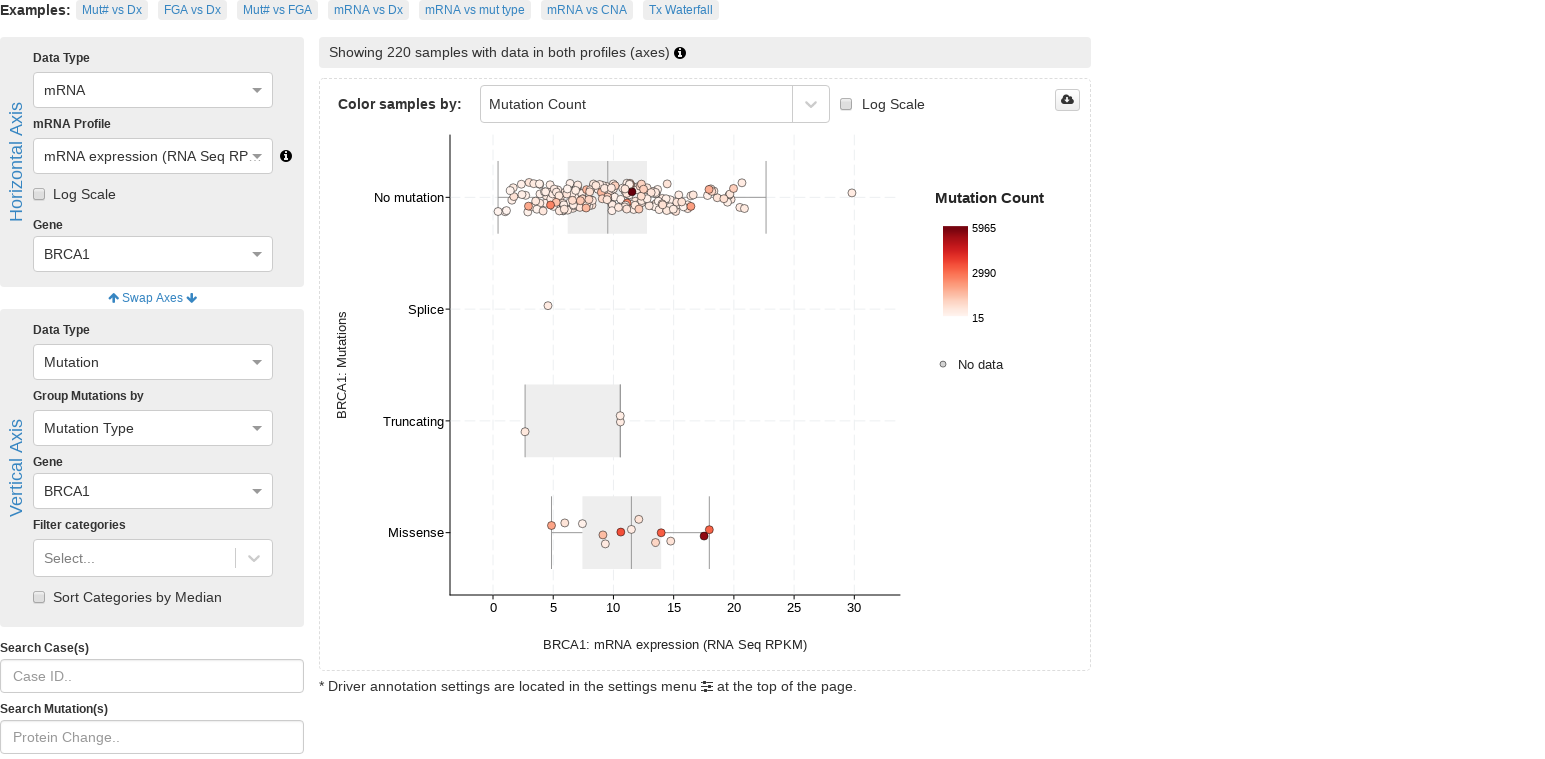 Examples: Mut# vs Dx FGA vs Dx Mut# vs FGA mRNA vs Dx mRNA vs mut type mRNA vs CNA Tx Waterfall
Horizontal Axis
Data Type
mRNA
mRNA Profile
mRNA expression (RNA Seq RP...
Log Scale
Gene
BRCA1
Swap Axes
Vertical Axis
Data Type
Mutation
Group Mutations by
Mutation Type
Gene
BRCA1
Filter categories
Select...
Sort Categories by Median
Search Case(s)
Case ID..
Search Mutation(s)
Protein Change..
Showing 220 samples with data in both profiles (axes)
Color samples by: Mutation Count Log Scale
BRCA1: Mutations
No mutation
Splice
Truncating
Missense
0 5 10 15 20 25 30
BRCA1: mRNA expression (RNA Seq RPKM)
Mutation Count
5965
2990
15
No data
* Driver annotation settings are located in the settings menu at the top of the page.